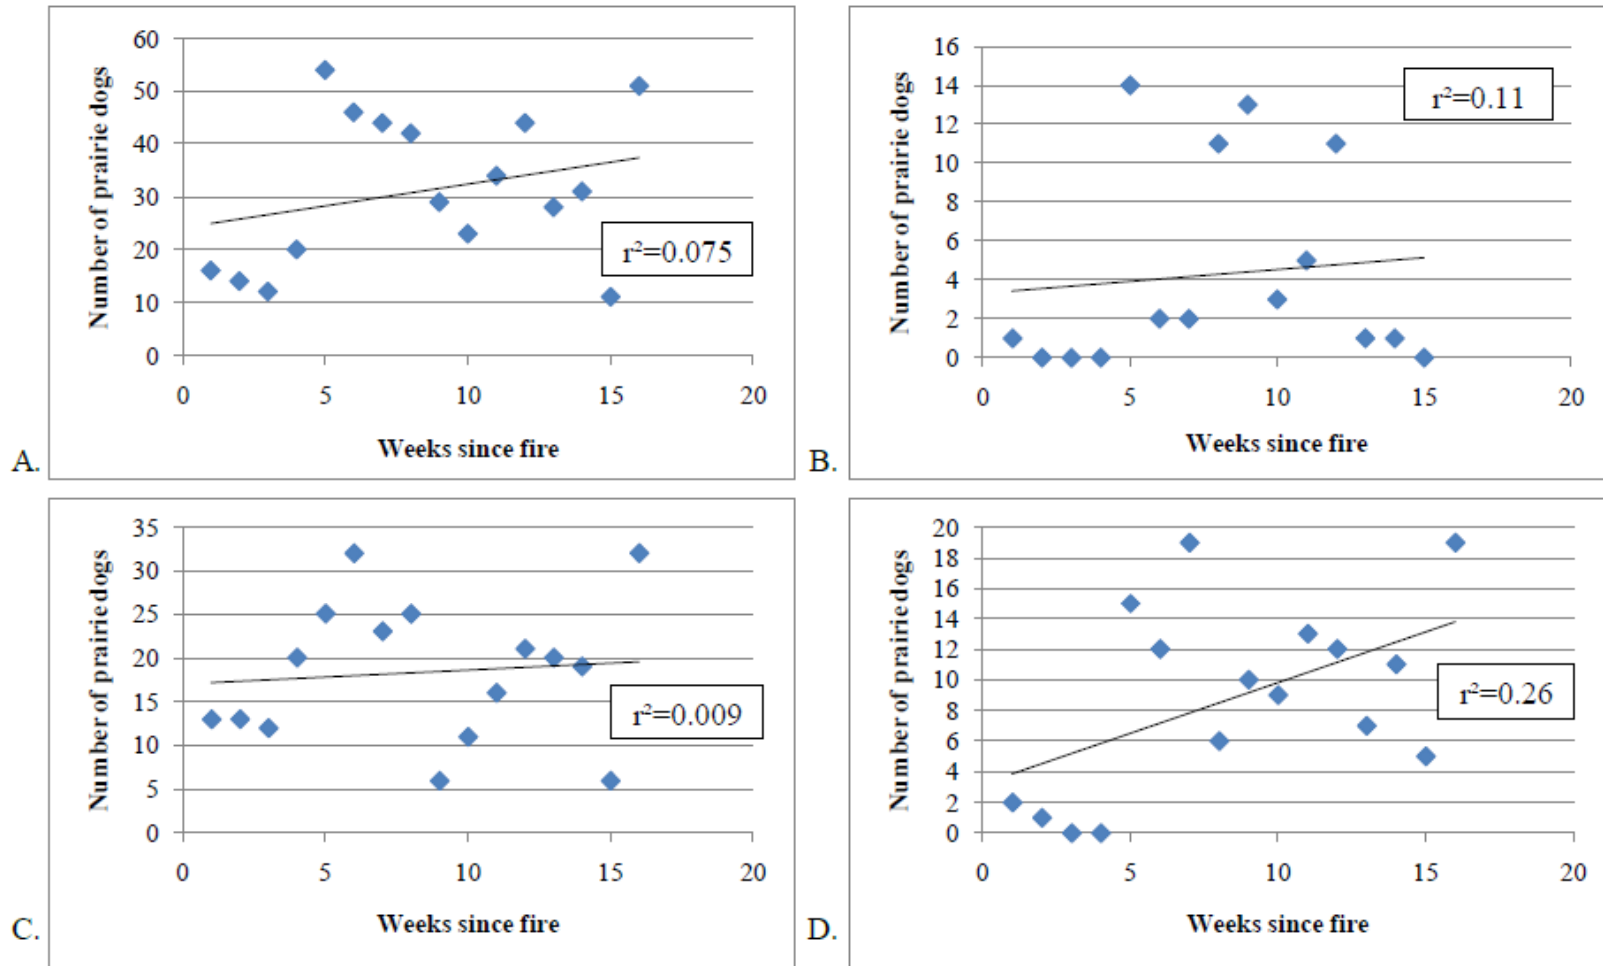 A.
Number of prairie dogs
60
50
40
30
20
10
0
r²=0.075
0 5 10 15 20
Weeks since fire
B.
Number of prairie dogs
16
14
12
10
8
6
4
2
0
r²=0.11
0 5 10 15 20
Weeks since fire
C.
Number of prairie dogs
35
30
25
20
15
10
5
0
r²=0.009
0 5 10 15 20
Weeks since fire
D.
Number of prairie dogs
20
18
16
14
12
10
8
6
4
2
0
r²=0.26
0 5 10 15 20
Weeks since fire